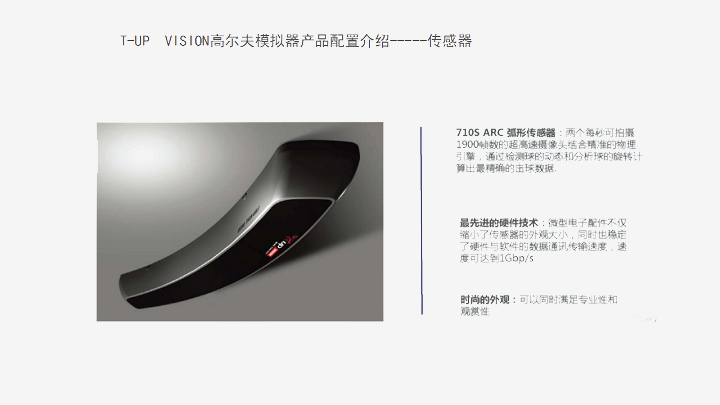 T-UP VISION高尔夫模拟器产品配置介绍-----传感器
710S ARC 弧形传感器：两个每秒可拍摄
1900帧数的超高速摄像头结合精准的物理
引擎，通过检测球的动态和分析球的旋转计
算出最精确的击球数据.
最先进的硬件技术：微型电子配件不仅
缩小了传感器的外观大小，同时也稳定
了硬件与软件的数据通讯传输速度，速
度可达到1Gbp/s
时尚的外观：可以同时满足专业性和
观赏性
up